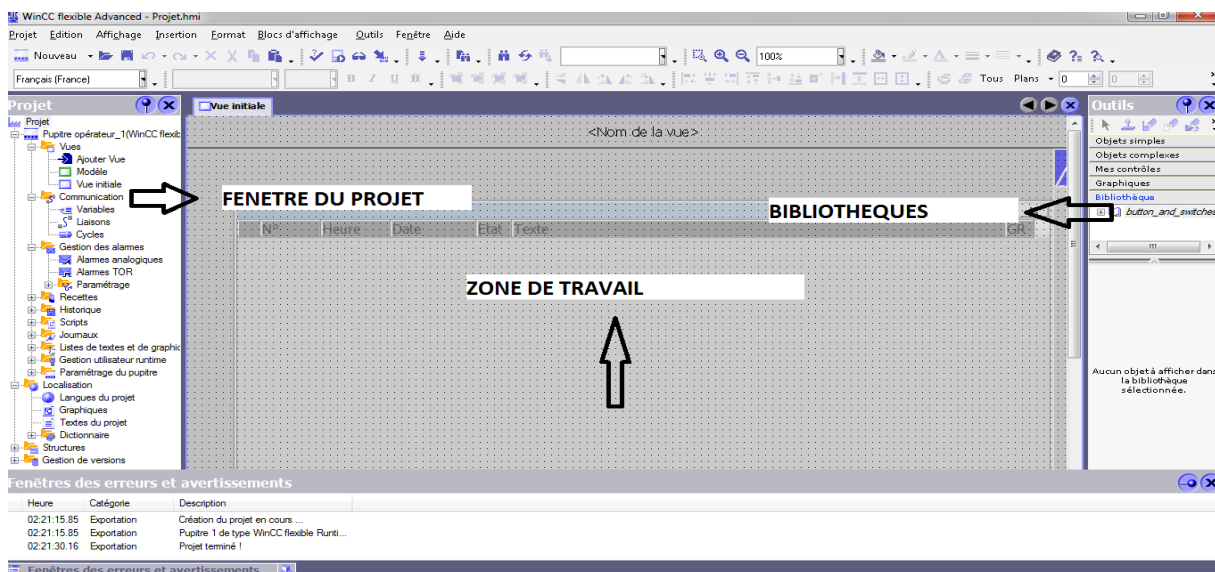 WinCC flexible Advanced - Projet.hmi
Projet Edition Affichage Insertion Format Blocs d'affichage Outils Fenêtre Aide
Nouveau 100%
Français (France) B I U Tous Plans 0 0
Projet
Vue initiale
Outils
Projet
Pupitre opérateur_1(WinCC flexib
Vues
Ajouter Vue
Modèle
Vue initiale
Communication
Variables
Liaisons
Cycles
Gestion des alarmes
Alarmes analogiques
Alarmes TOR
Paramétrage
Recettes
Historique
Scripts
Journaux
Listes de textes et de graphic
Gestion utilisateur runtime
Paramétrage du pupitre
Localisation
Langues du projet
Graphiques
Textes du projet
Dictionnaire
Structures
Gestion de versions
<Nom de la vue>
FENETRE DU PROJET
BIBLIOTHEQUES
N° Heure Date Etat Texte GR
ZONE DE TRAVAIL
Objets simples
Objets complexes
Mes contrôles
Graphiques
Bibliothèque
button_and_switches
Aucun objet à afficher dans
la bibliothèque
sélectionnée.
Fenêtres des erreurs et avertissements
Heure Catégorie Description
02:21:15.85 Exportation Création du projet en cours ...
02:21:15.85 Exportation Pupitre 1 de type WinCC flexible Runti...
02:21:30.16 Exportation Projet terminé !
Fenêtres des erreurs et avertissements